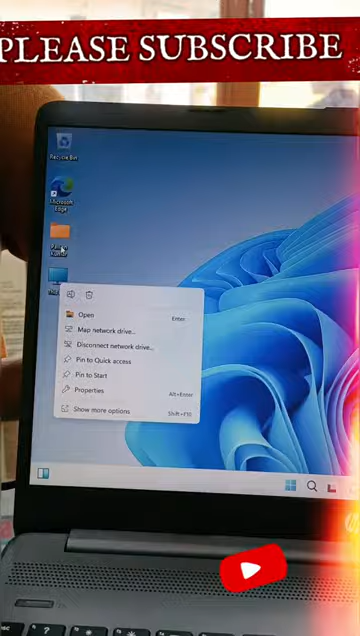 PLEASE SUBSCRIBE
Recycle Bin
Microsoft
Edge
Open
Enter
Map network drive...
Disconnect network drive...
Pin to Quick access
Pin to Start
Properties
Alt+Enter
Show more options
Shift+F10